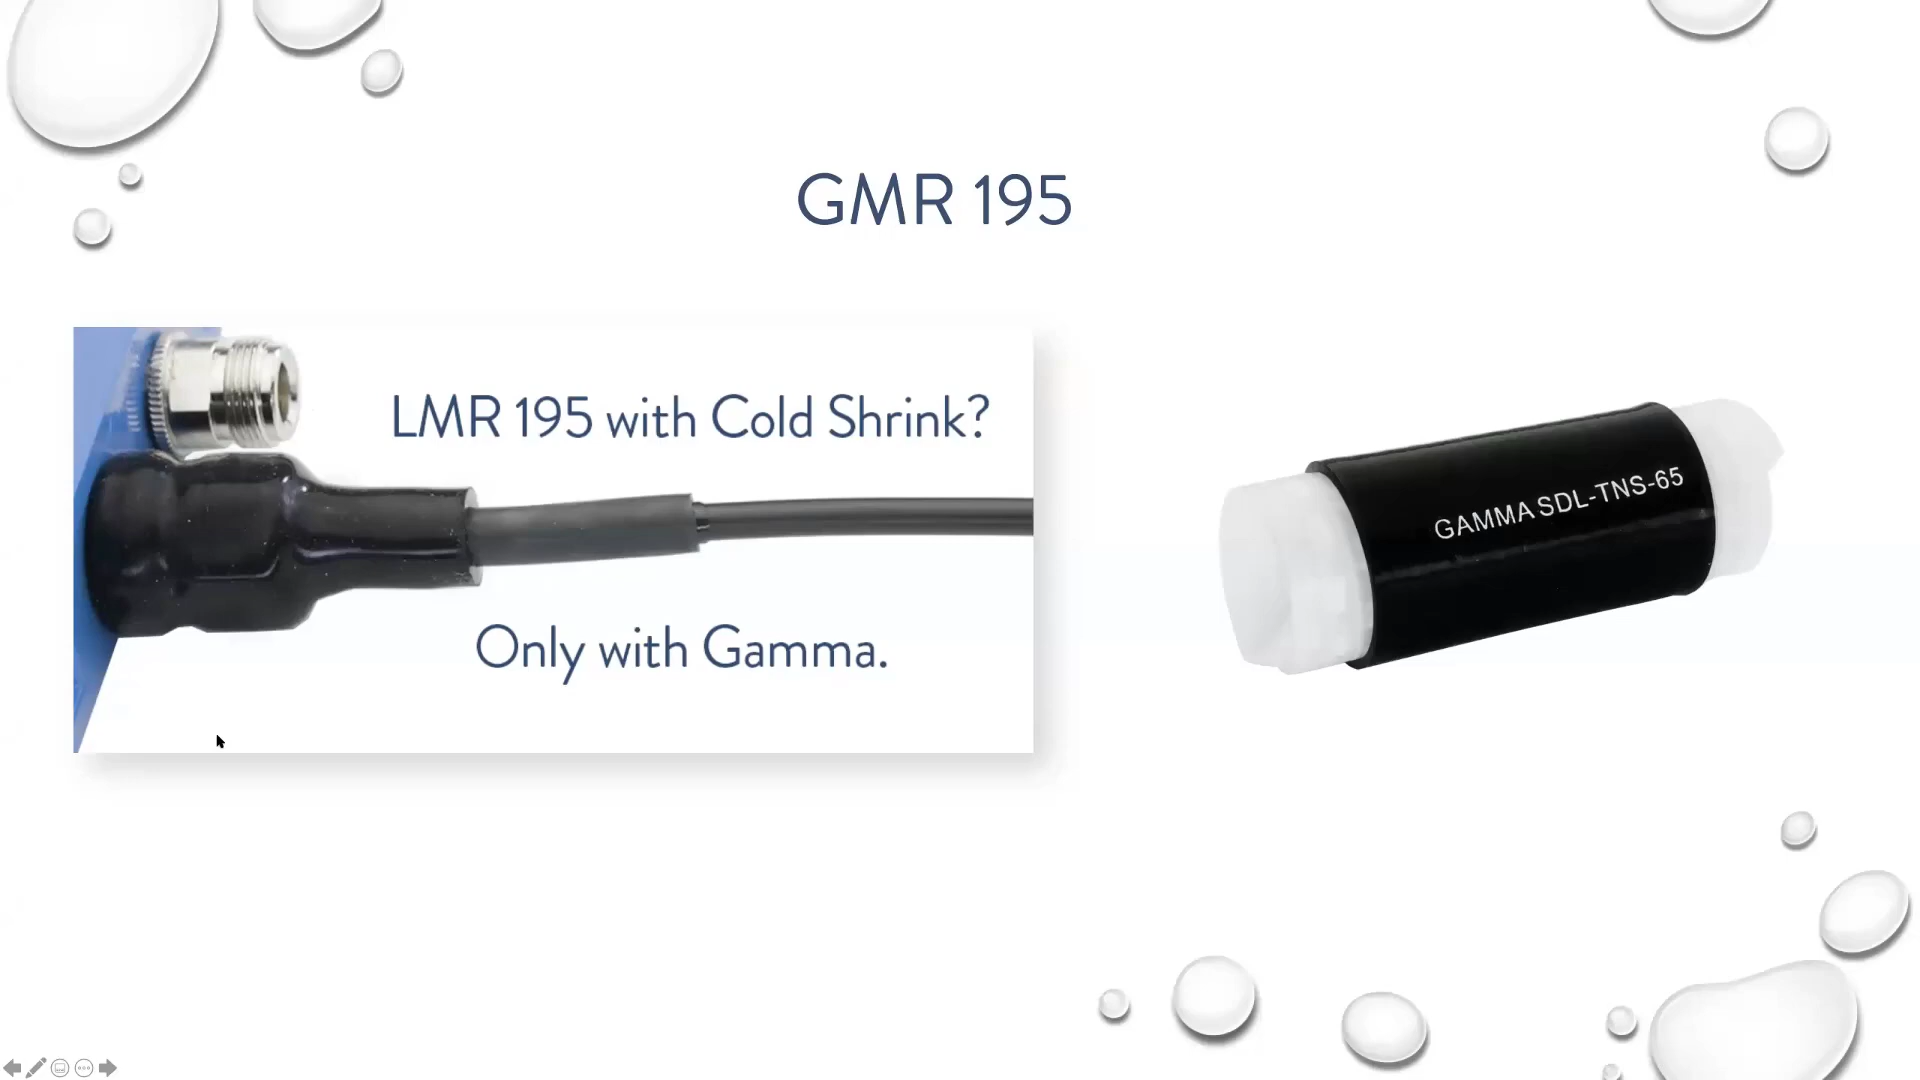 GMR 195
LMR 195 with Cold Shrink?
Only with Gamma.
GAMMA SDL-TNS-65